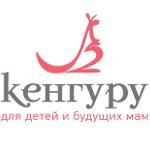 кенгуру
для детей и будущих мам